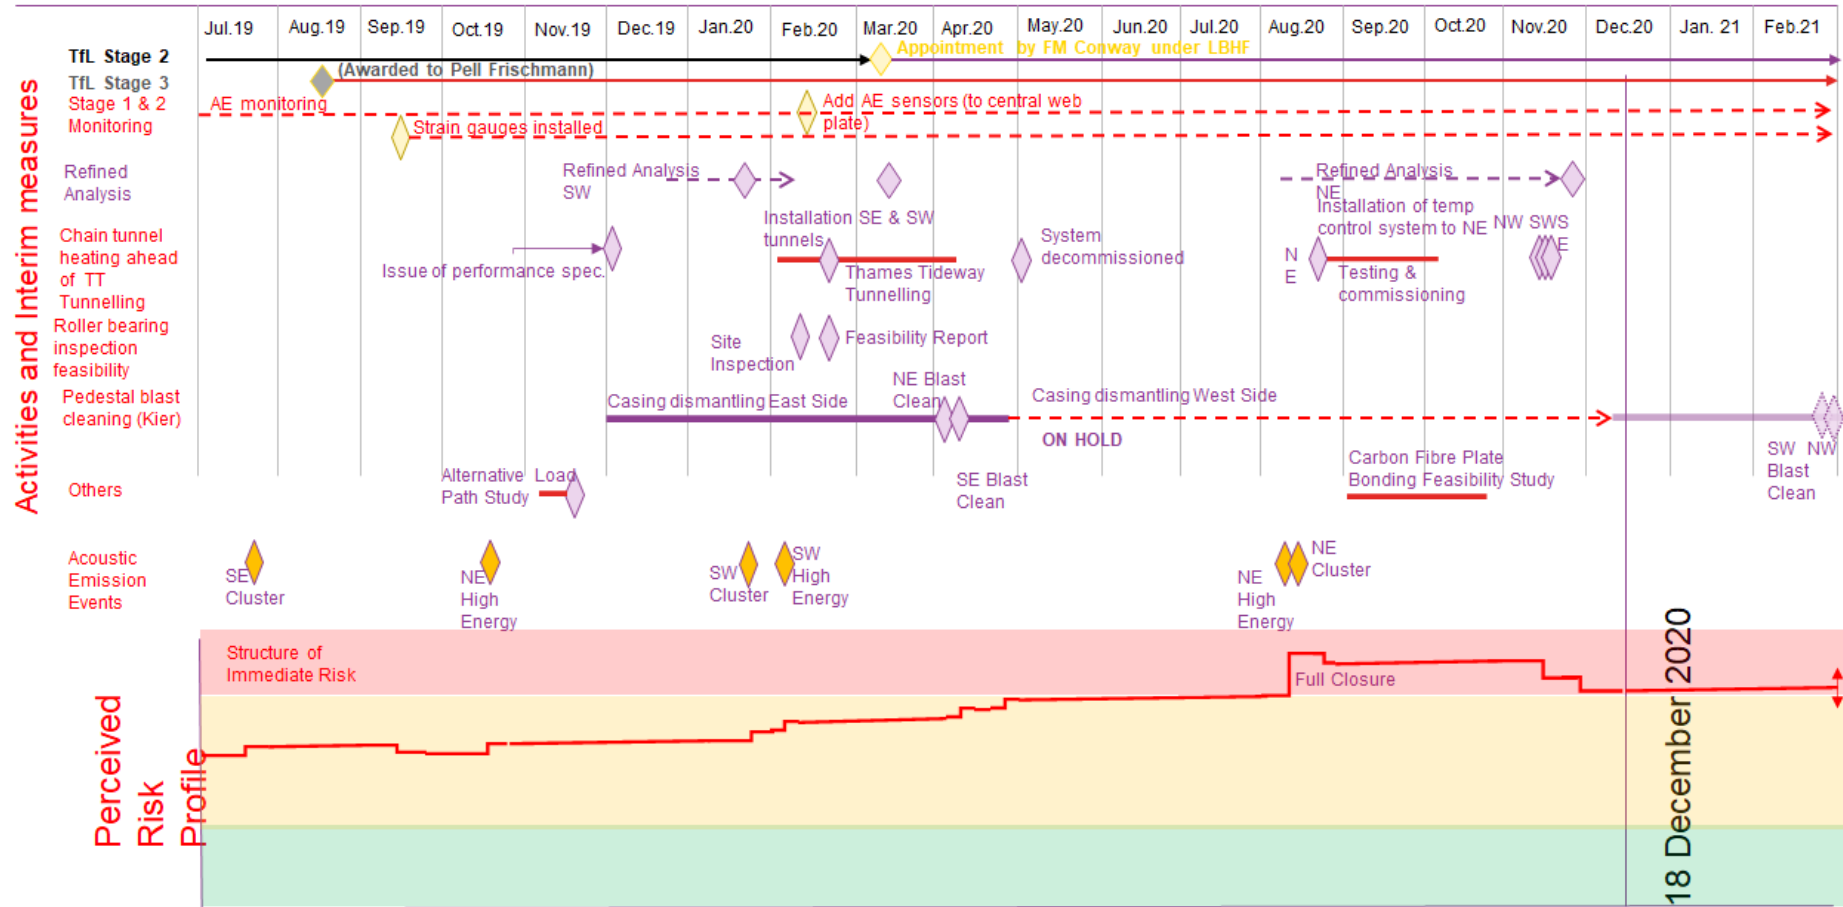 Jul.19 Aug.19 Sep.19 Oct.19 Nov.19 Dec.19 Jan.20 Feb.20 Mar.20 Apr.20 May.20 Jun.20 Jul.20 Aug.20 Sep.20 Oct.20 Nov.20 Dec.20 Jan. 21 Feb.21
Activities and Interim measures
TfL Stage 2
Appointment by FM Conway under LBHF
TfL Stage 3
(Awarded to Pell Frischmann)
Stage 1 & 2
Monitoring
AE monitoring
Strain gauges installed
Add AE sensors (to central web
plate)
Refined
Analysis
Refined Analysis
SW
Refined Analysis
NE
Chain tunnel
heating ahead
of TT
Tunnelling
Issue of performance spec.
Installation SE & SW
tunnels
Thames Tideway
Tunnelling
System
decommissioned
N
E
Installation of temp
control system to NE
Testing &
commissioning
NW SWS
E
Roller bearing
inspection
feasibility
Site
Inspection
Feasibility Report
Pedestal blast
cleaning (Kier)
Casing dismantling East Side
NE Blast
Clean
SE Blast
Clean
Casing dismantling West Side
ON HOLD
SW NW
Blast
Clean
Others
Alternative Load
Path Study
Carbon Fibre Plate
Bonding Feasibility Study
Acoustic
Emission
Events
SE
Cluster
NE
High
Energy
SW
Cluster
SW
High
Energy
NE
High
Energy
NE
Cluster
Perceived
Risk
Profile
Structure of
Immediate Risk
Full Closure
18 December 2020